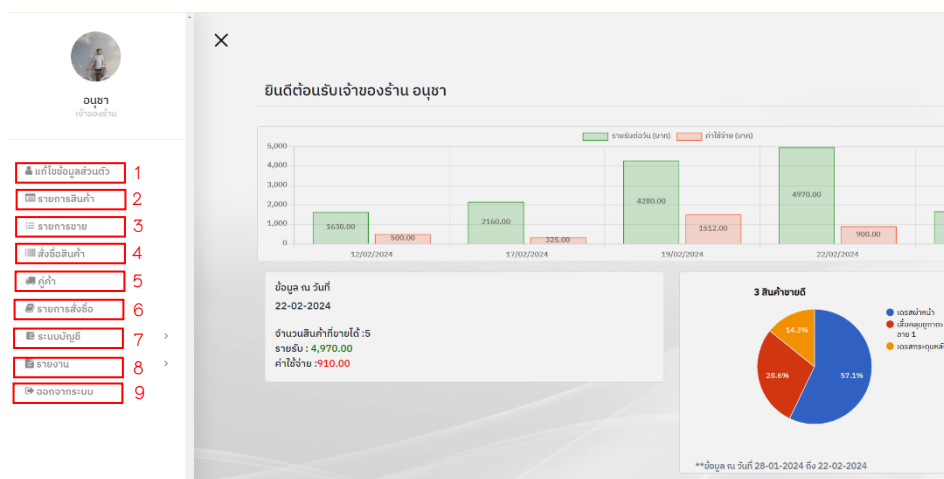 อนุชา
เจ้าของร้าน
แก้ไขข้อมูลส่วนตัว 1
รายการสินค้า 2
รายการขาย 3
สั่งซื้อสินค้า 4
คู่ค้า 5
รายการสั่งซื้อ 6
ระบบบัญชี 7
รายงาน 8
ออกจากระบบ 9
ยินดีต้อนรับเจ้าของร้าน อนุชา
รายรับต่อวัน (บาท) ค่าใช้จ่าย (บาท)
5,000
4,000
3,000
2,000
1,000
0
1630.00 500.00 2160.00 325.00 4280.00 1512.00 4970.00 900.00
12/02/2024 17/02/2024 19/02/2024 22/02/2024
ข้อมูล ณ วันที่
22-02-2024
จำนวนสินค้าที่ขายได้ :5
รายรับ : 4,970.00
ค่าใช้จ่าย :910.00
3 สินค้าขายดี
14.3%
28.6%
57.1%
เดรสผ่าหน้า
ลาย 1
**ข้อมูล ณ วันที่ 28-01-2024 ถึง 22-02-2024